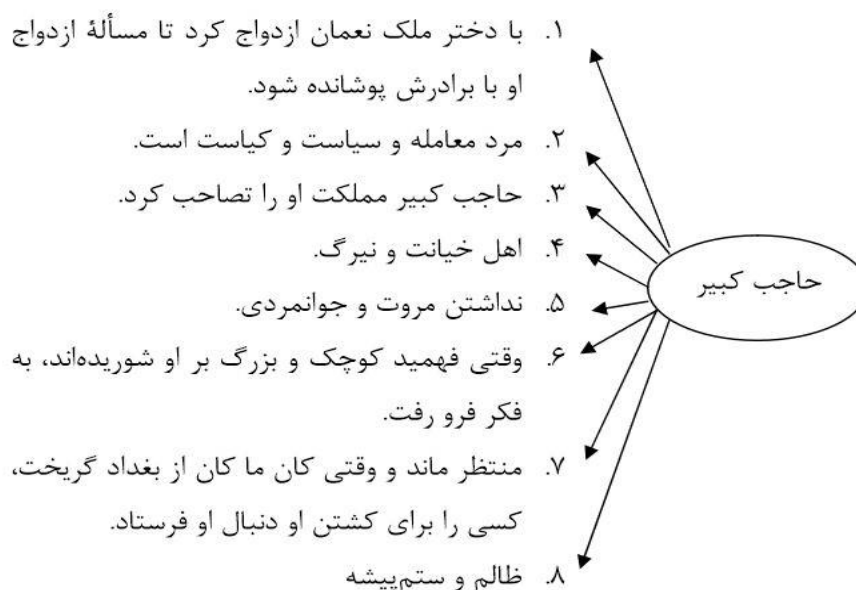 ۱. با دختر ملک نعمان ازدواج کرد تا مسألۀ ازدواج
او با برادرش پوشانده شود.
۲. مرد معامله و سیاست و کیاست است.
۳. حاجب کبیر مملکت او را تصاحب کرد.
۴. اهل خیانت و نیرگ.
۵. نداشتن مروت و جوانمردی.
۶. وقتی فهمید کوچک و بزرگ بر او شوریده‌اند، به
فکر فرو رفت.
۷. منتظر ماند و وقتی کان ما کان از بغداد گریخت،
کسی را برای کشتن او دنبال او فرستاد.
۸. ظالم و ستم‌پیشه
حاجب کبیر